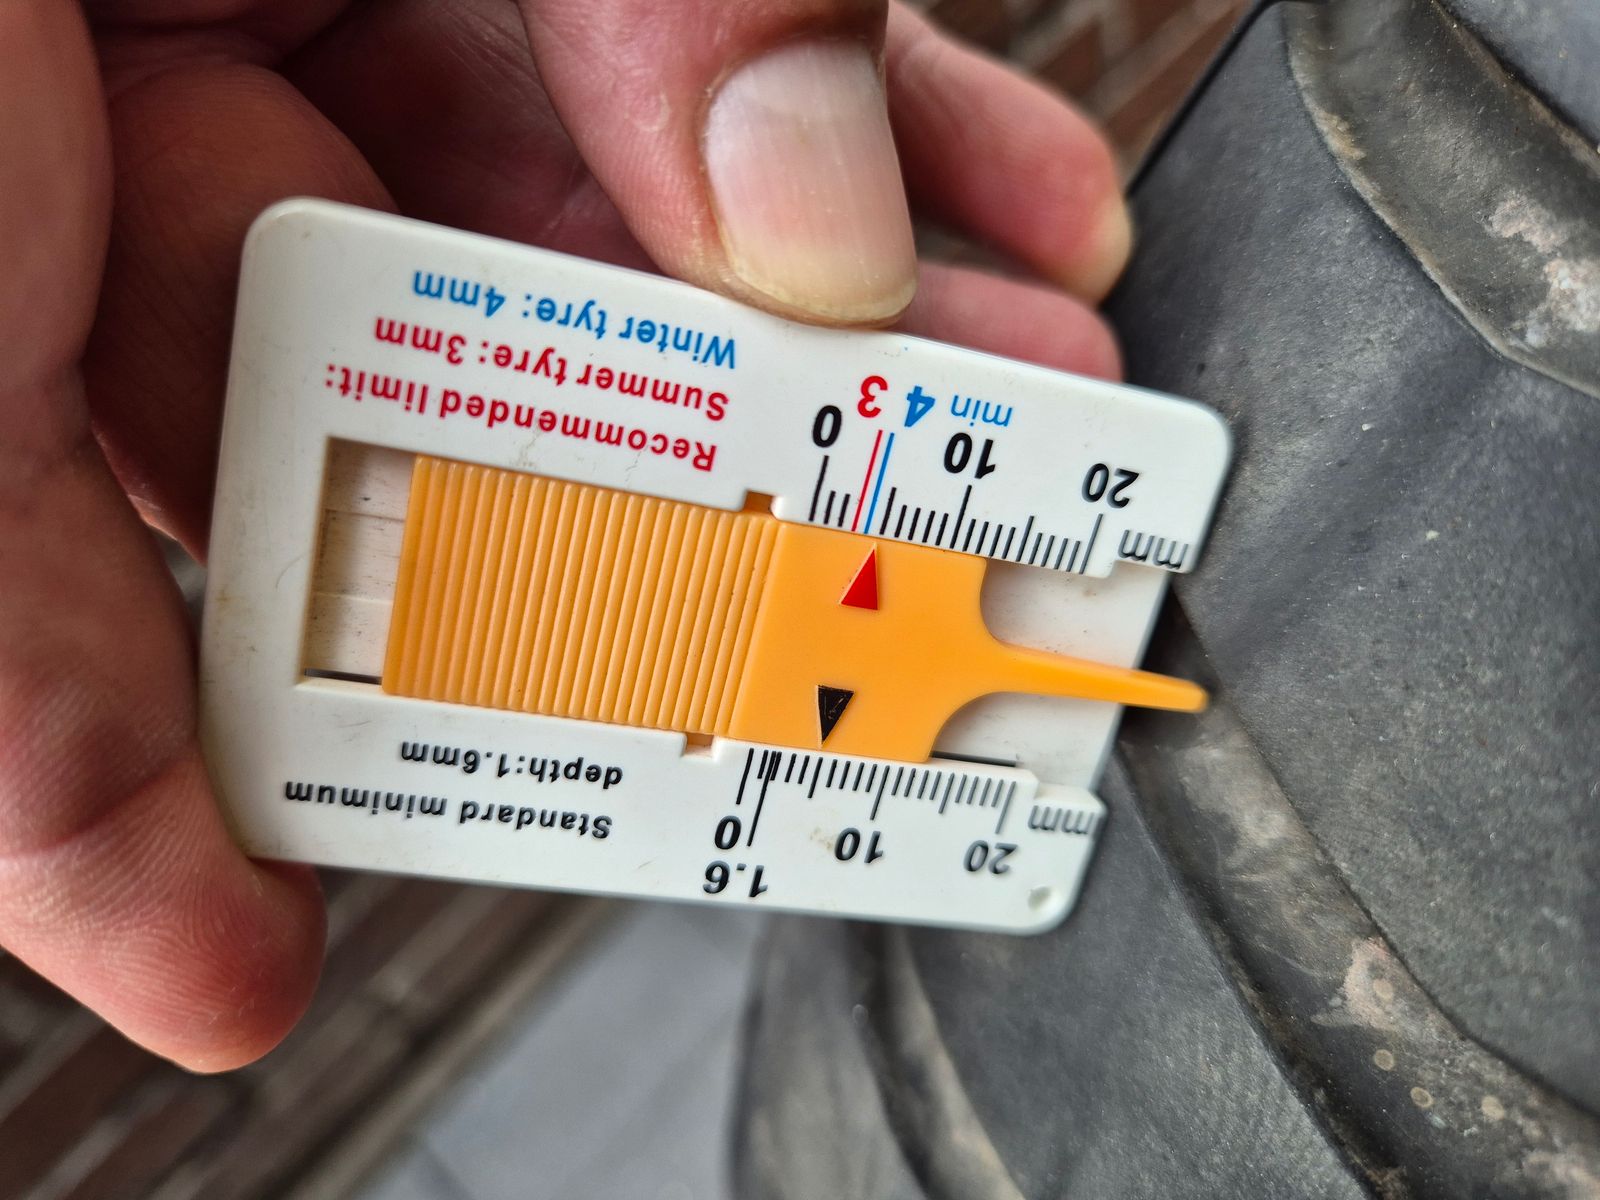 1.6
20 10 0
mm
Standard minimum
depth:1.6mm
mm
20 10 0
min 4 3
Recommended limit:
Summer tyre: 3mm
Winter tyre: 4mm